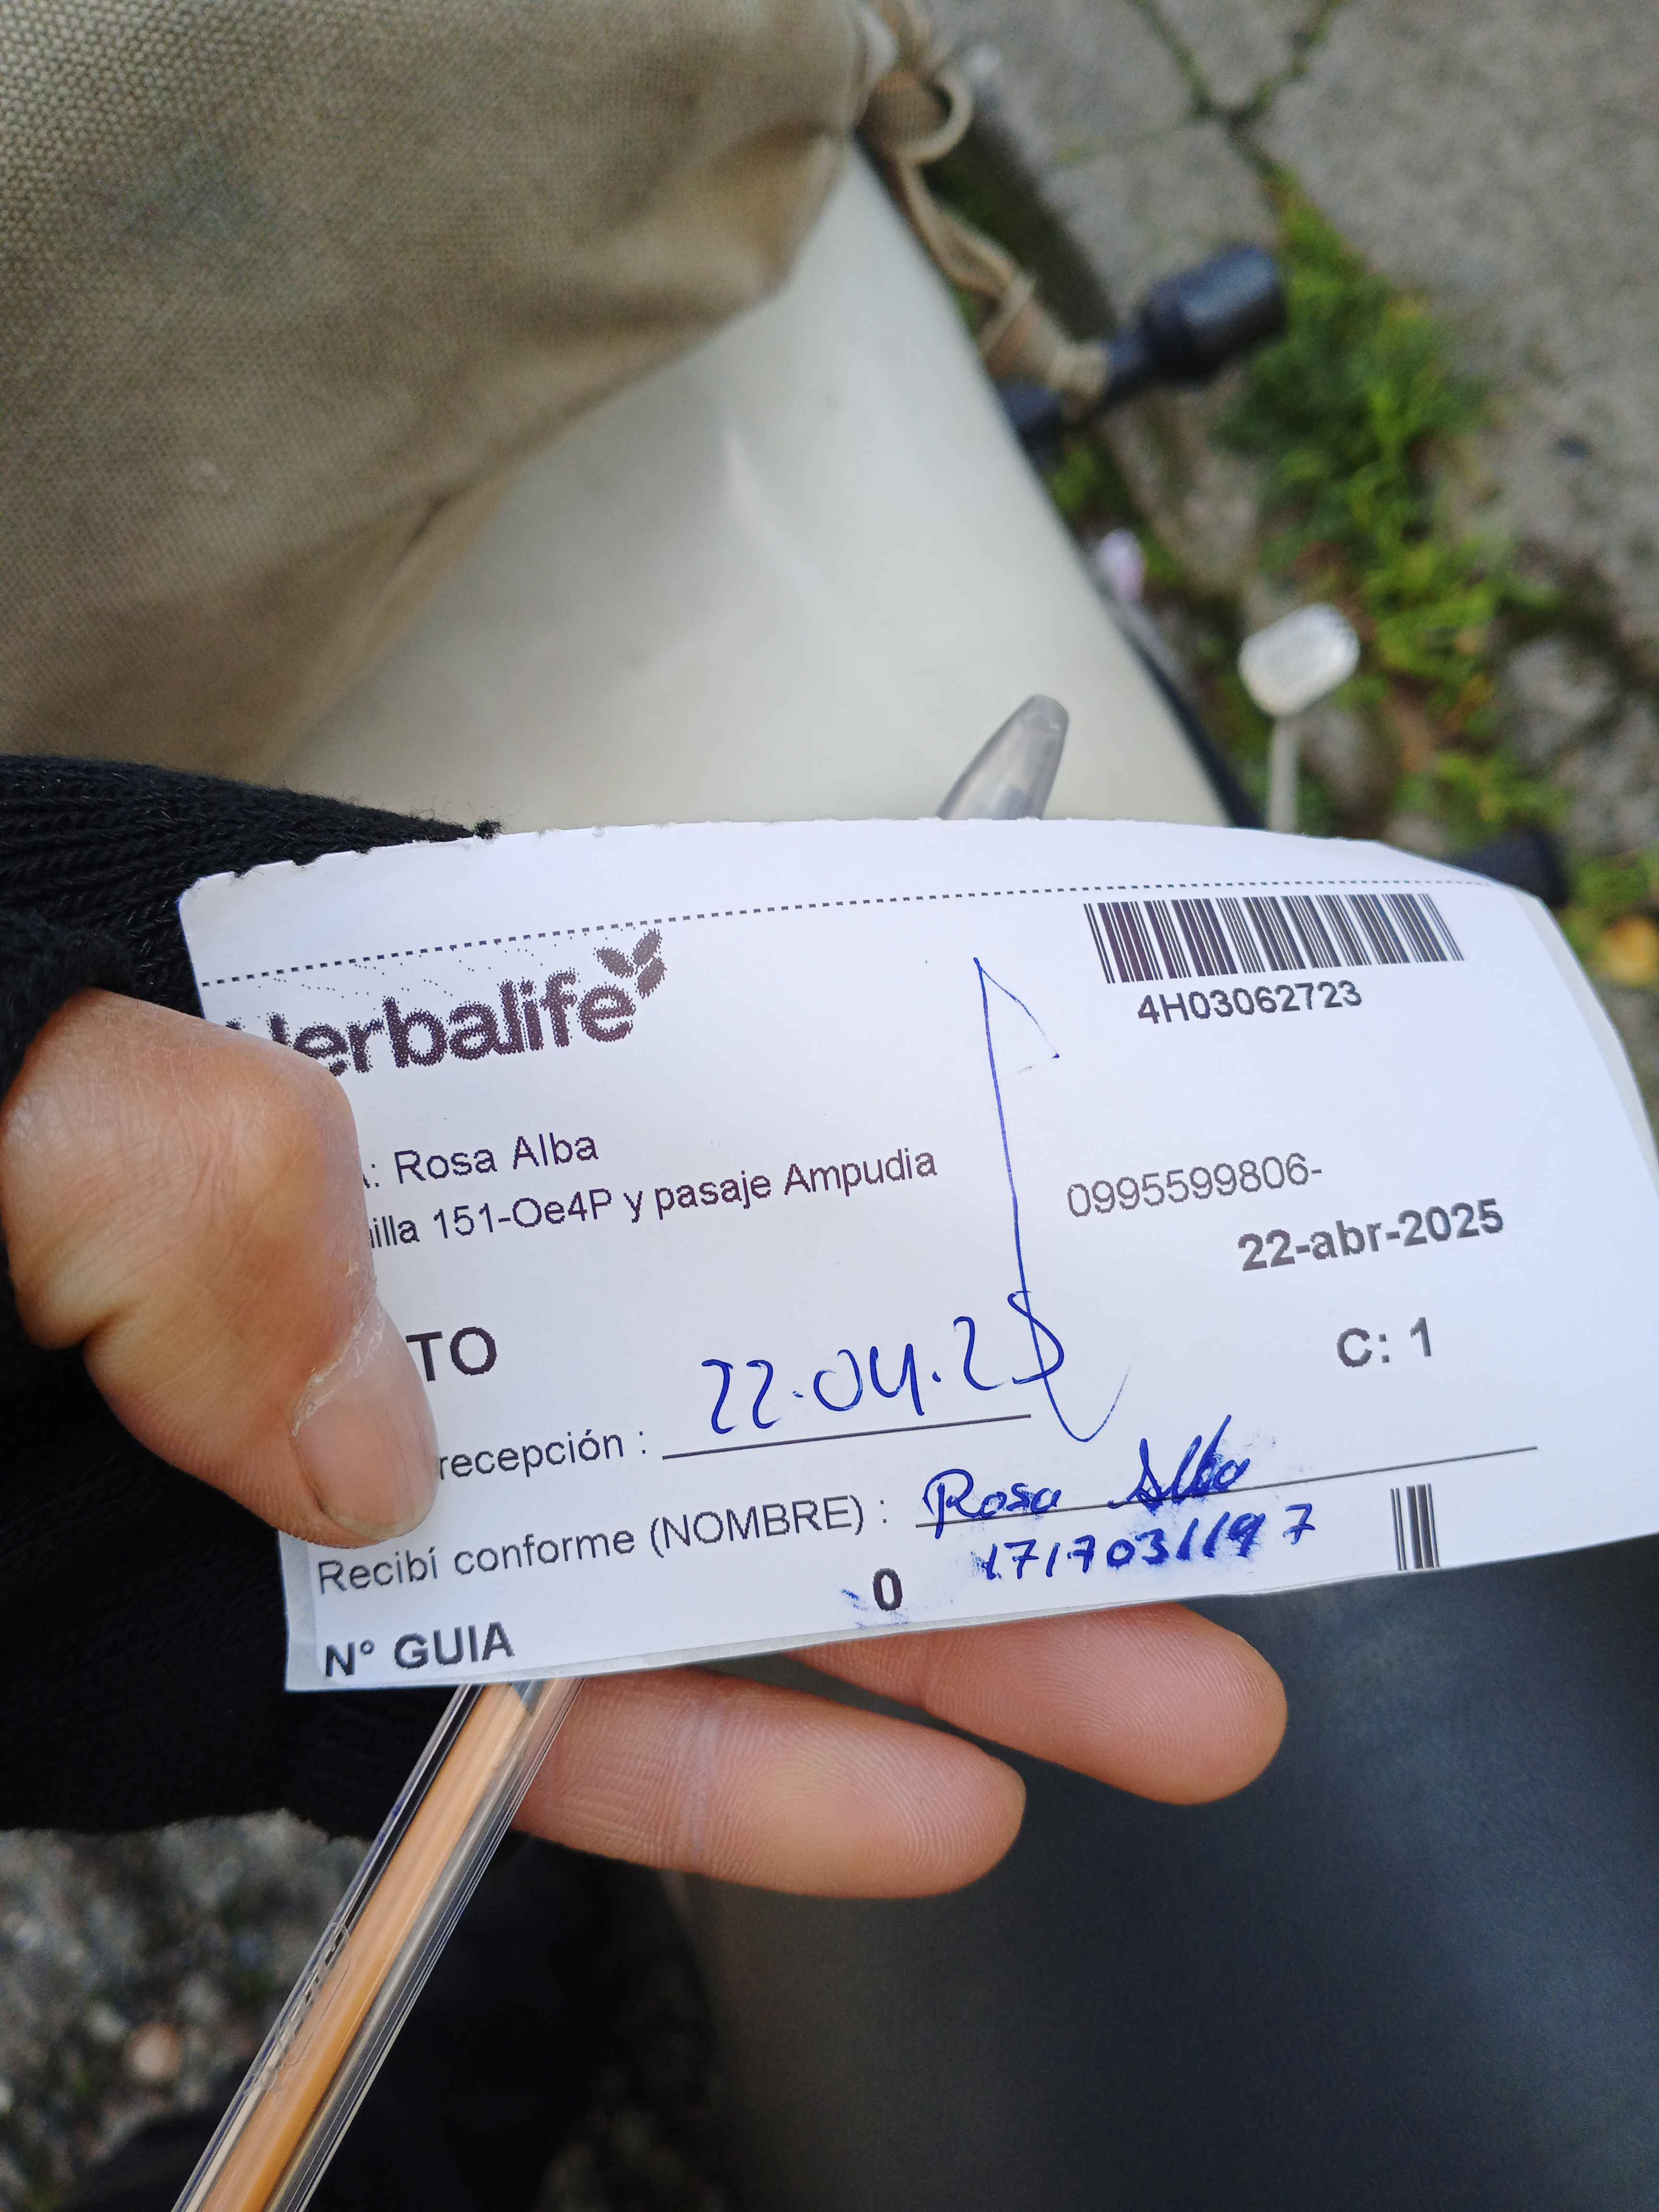 Herbalife
4H03062723
: Rosa Alba
0995599806-
illa 151-Oe4P y pasaje Ampudia
22-abr-2025
TO
C: 1
recepción : 22.04.25
Recibí conforme (NOMBRE) : Rosa Alba
1717031197
N° GUIA 0